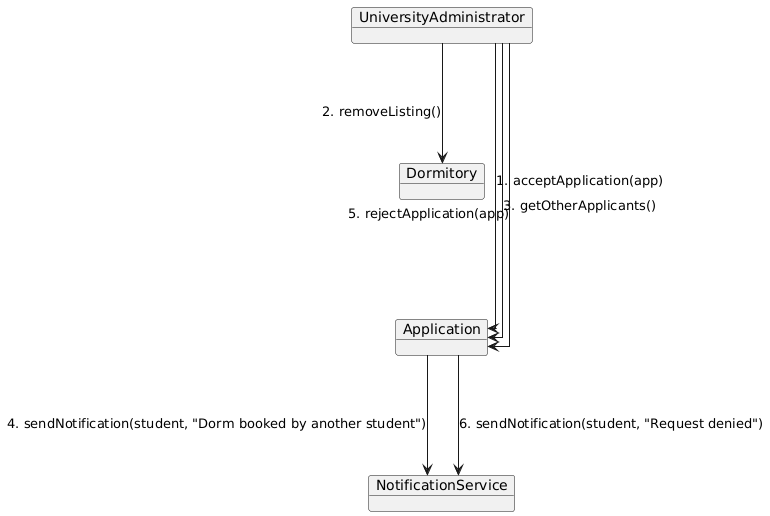 UniversityAdministrator
2. removeListing()
Dormitory
1. acceptApplication(app)
3. getOtherApplicants()
5. rejectApplication(app)
Application
4. sendNotification(student, "Dorm booked by another student")
6. sendNotification(student, "Request denied")
NotificationService